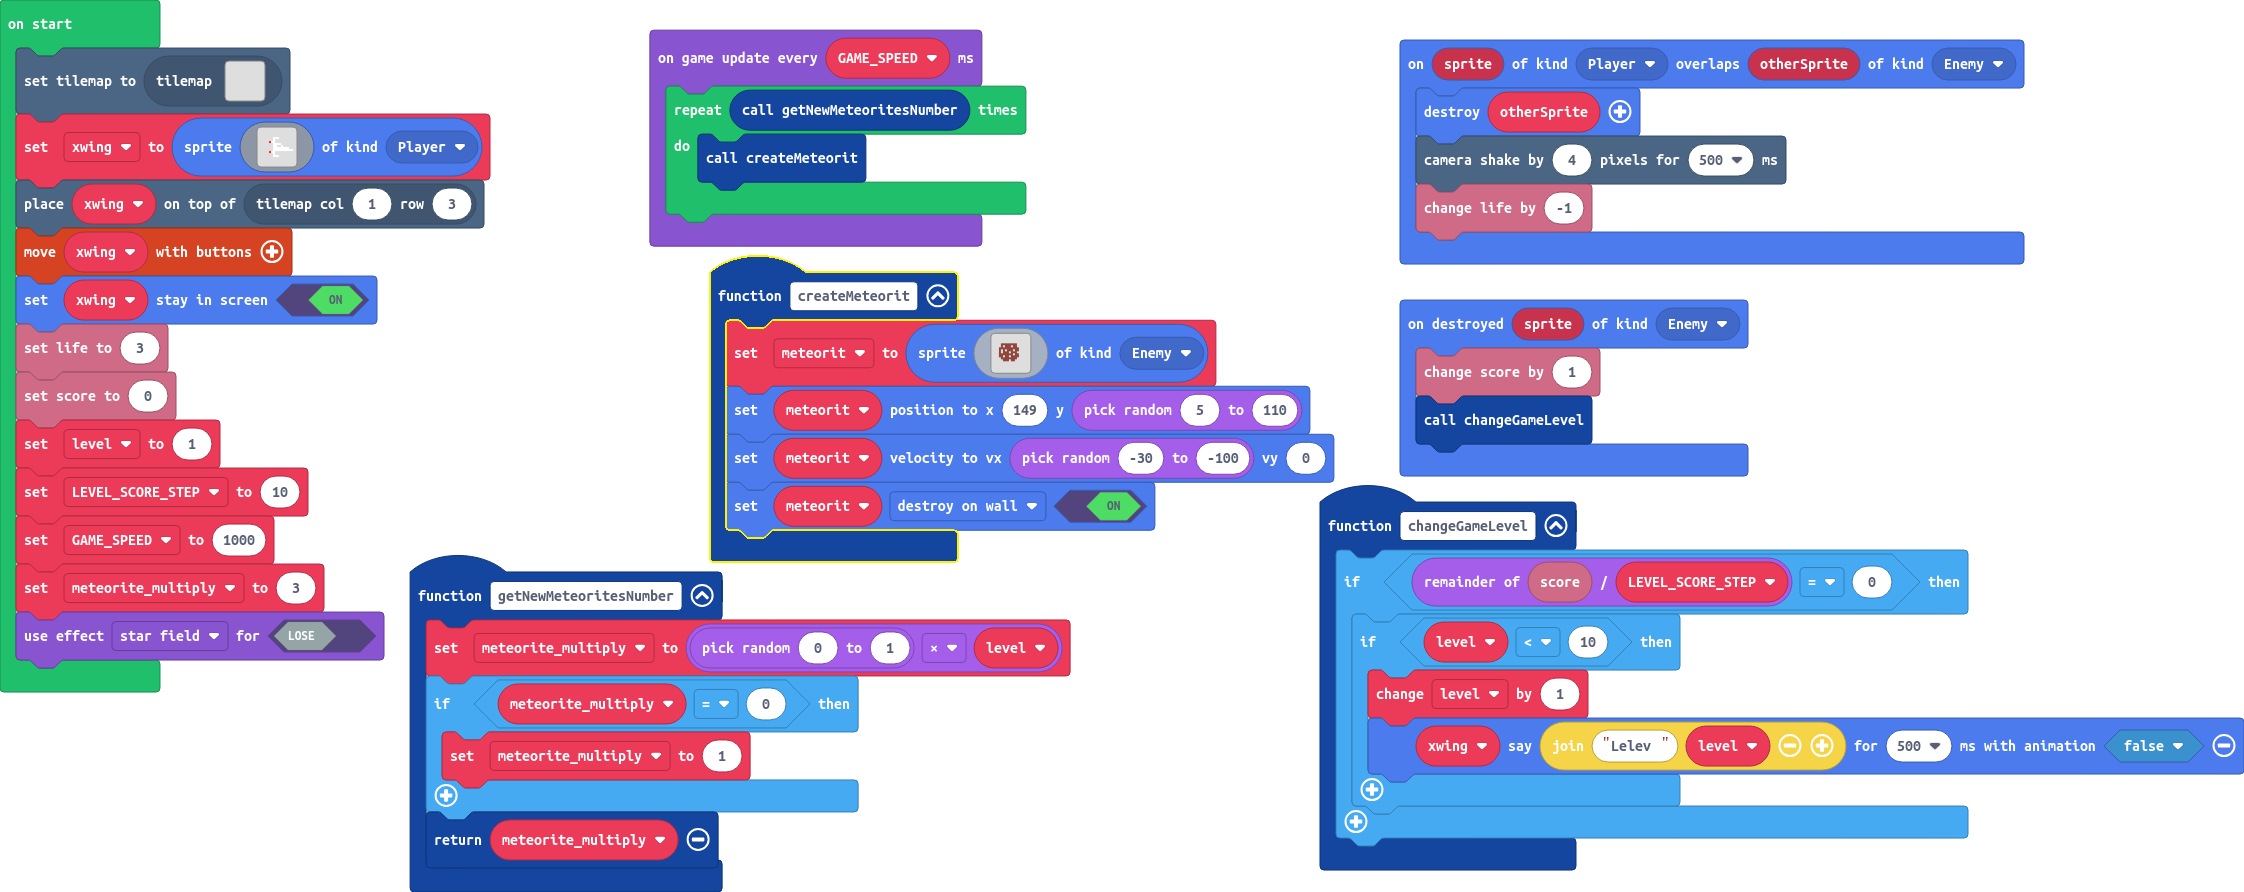 on start
set tilemap to tilemap
set xwing to sprite of kind Player
place xwing on top of tilemap col 1 row 3
move xwing with buttons
set xwing stay in screen ON
set life to 3
set score to 0
set level to 1
set LEVEL_SCORE_STEP to 10
set GAME_SPEED to 1000
set meteorite_multiply to 3
use effect star field for LOSE
on game update every GAME_SPEED ms
repeat call getNewMeteoritesNumber times
do call createMeteorit
function createMeteorit
set meteorit to sprite of kind Enemy
set meteorit position to x 149 y pick random 5 to 110
set meteorit velocity to vx pick random -30 to -100 vy 0
set meteorit destroy on wall ON
function getNewMeteoritesNumber
set meteorite_multiply to pick random 0 to 1 × level
if meteorite_multiply = 0 then
set meteorite_multiply to 1
return meteorite_multiply
on sprite of kind Player overlaps otherSprite of kind Enemy
destroy otherSprite
camera shake by 4 pixels for 500 ms
change life by -1
on destroyed sprite of kind Enemy
change score by 1
call changeGameLevel
function changeGameLevel
if remainder of score / LEVEL_SCORE_STEP = 0 then
if level < 10 then
change level by 1
xwing say join "Lelev " level for 500 ms with animation false